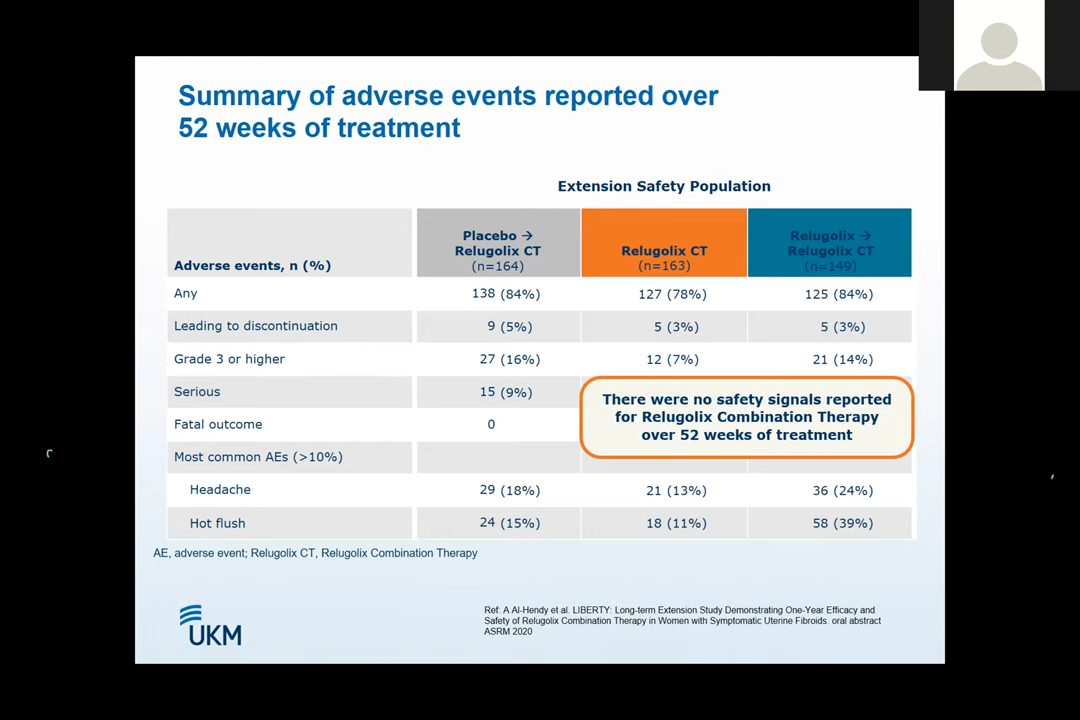 Summary of adverse events reported over
52 weeks of treatment
Extension Safety Population
Adverse events, n (%)
Placebo → Relugolix CT (n=164)
Relugolix CT (n=163)
Relugolix → Relugolix CT (n=149)
Any 138 (84%) 127 (78%) 125 (84%)
Leading to discontinuation 9 (5%) 5 (3%) 5 (3%)
Grade 3 or higher 27 (16%) 12 (7%) 21 (14%)
Serious 15 (9%)
Fatal outcome 0
There were no safety signals reported
for Relugolix Combination Therapy
over 52 weeks of treatment
Most common AEs (>10%)
Headache 29 (18%) 21 (13%) 36 (24%)
Hot flush 24 (15%) 18 (11%) 58 (39%)
AE, adverse event; Relugolix CT, Relugolix Combination Therapy
UKM
Ref: A Al-Hendy et al. LIBERTY: Long-term Extension Study Demonstrating One-Year Efficacy and
Safety of Relugolix Combination Therapy in Women with Symptomatic Uterine Fibroids. oral abstract
ASRM 2020